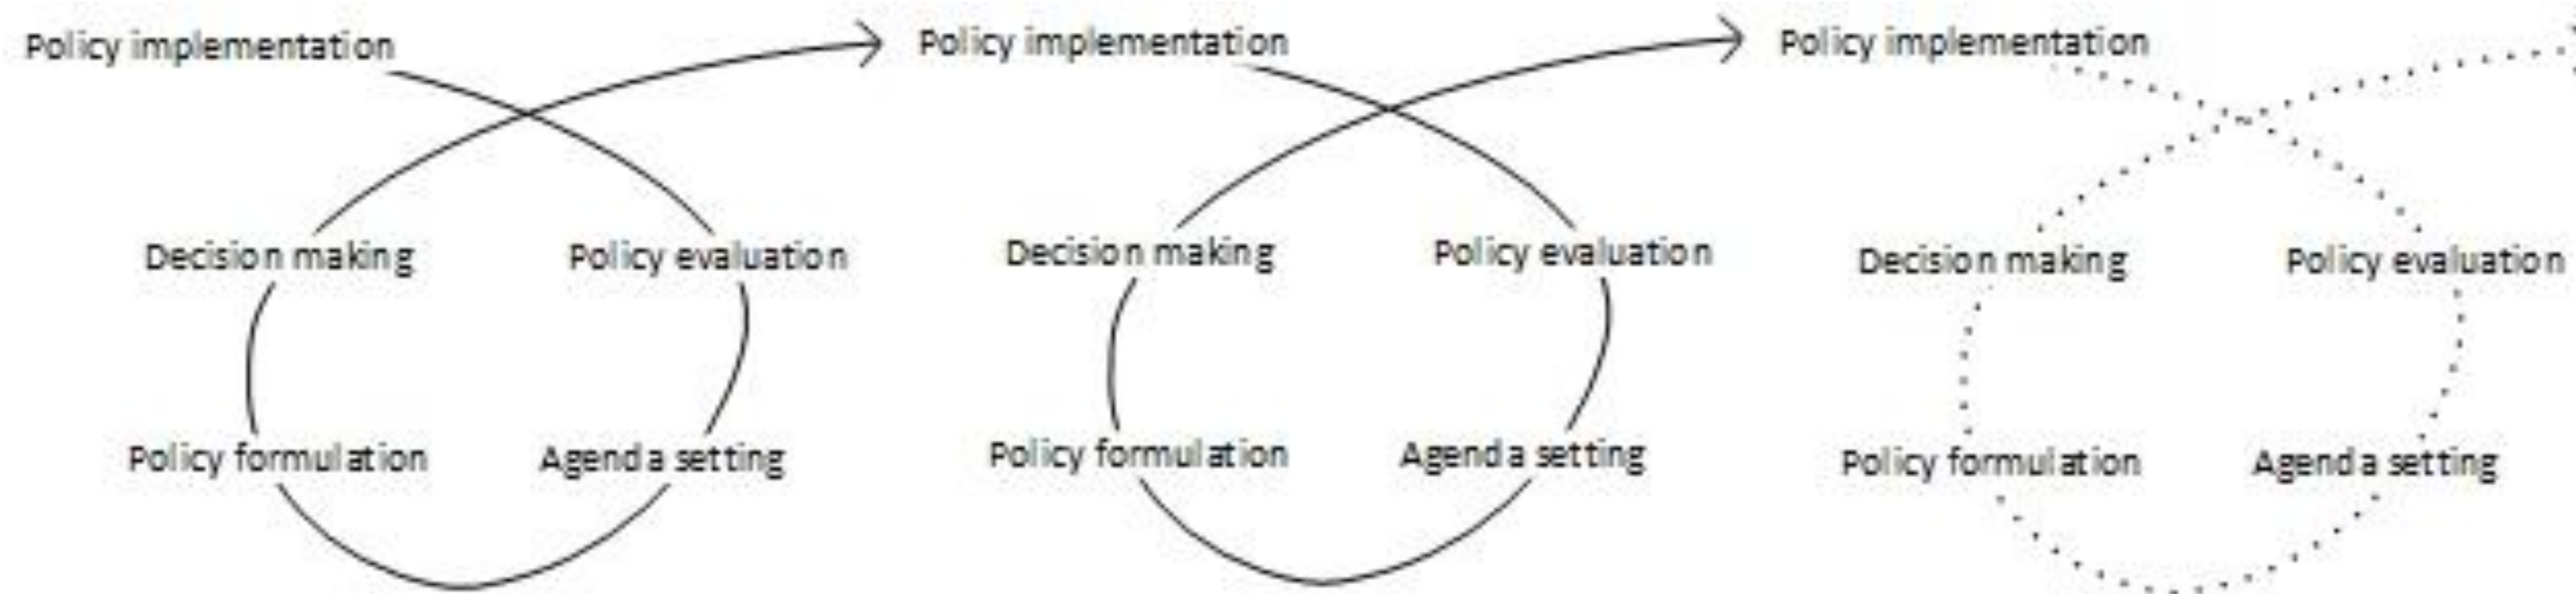 Policy implementation
Policy implementation
Policy implementation
Decision making
Policy evaluation
Decision making
Policy evaluation
Decision making
Policy evaluation
Policy formulation
Agenda setting
Policy formulation
Agenda setting
Policy formulation
Agenda setting